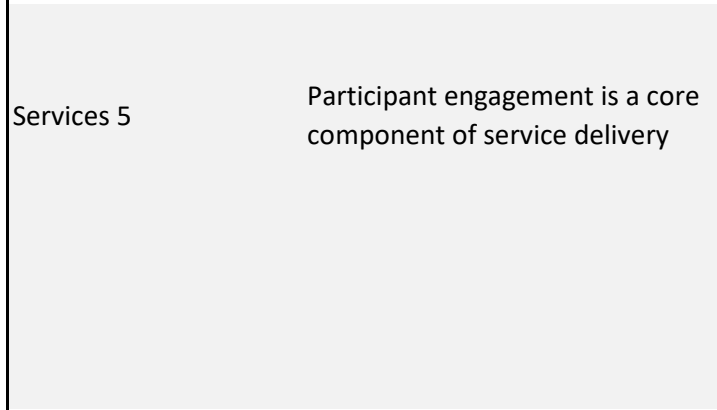 Services 5
Participant engagement is a core
component of service delivery